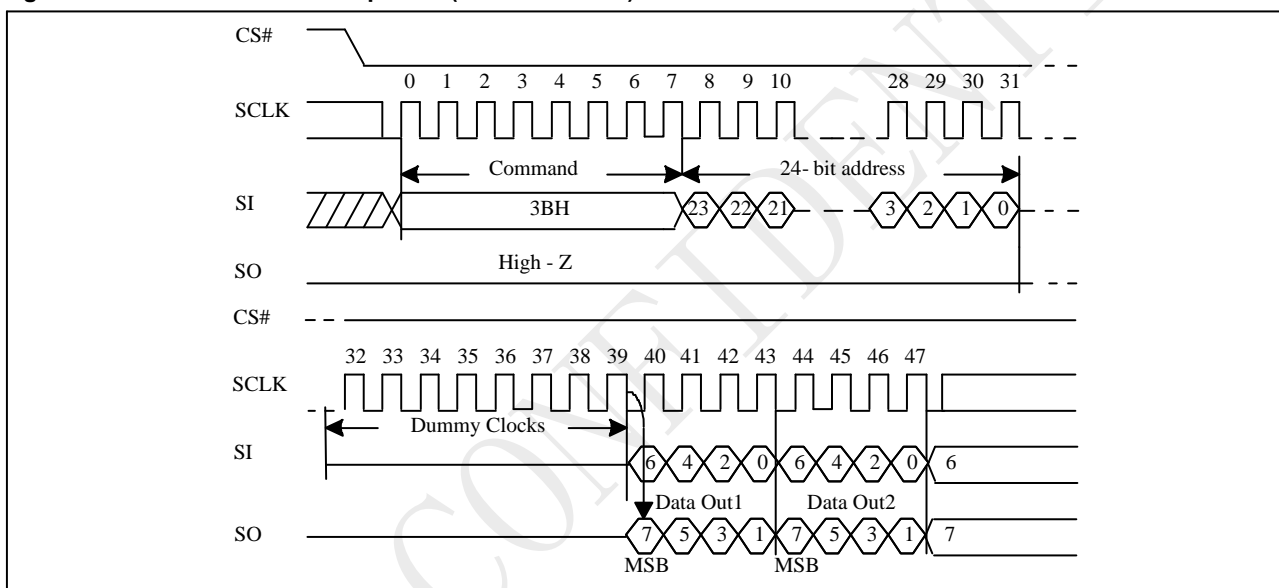 CS#
0 1 2 3 4 5 6 7 8 9 10 28 29 30 31
SCLK
Command 24- bit address
SI 3BH 23 22 21 3 2 1 0
High - Z
SO
CS#
32 33 34 35 36 37 38 39 40 41 42 43 44 45 46 47
SCLK
Dummy Clocks
SI 6 4 2 0 6 4 2 0 6
Data Out1 Data Out2
SO 7 5 3 1 7 5 3 1 7
MSB MSB